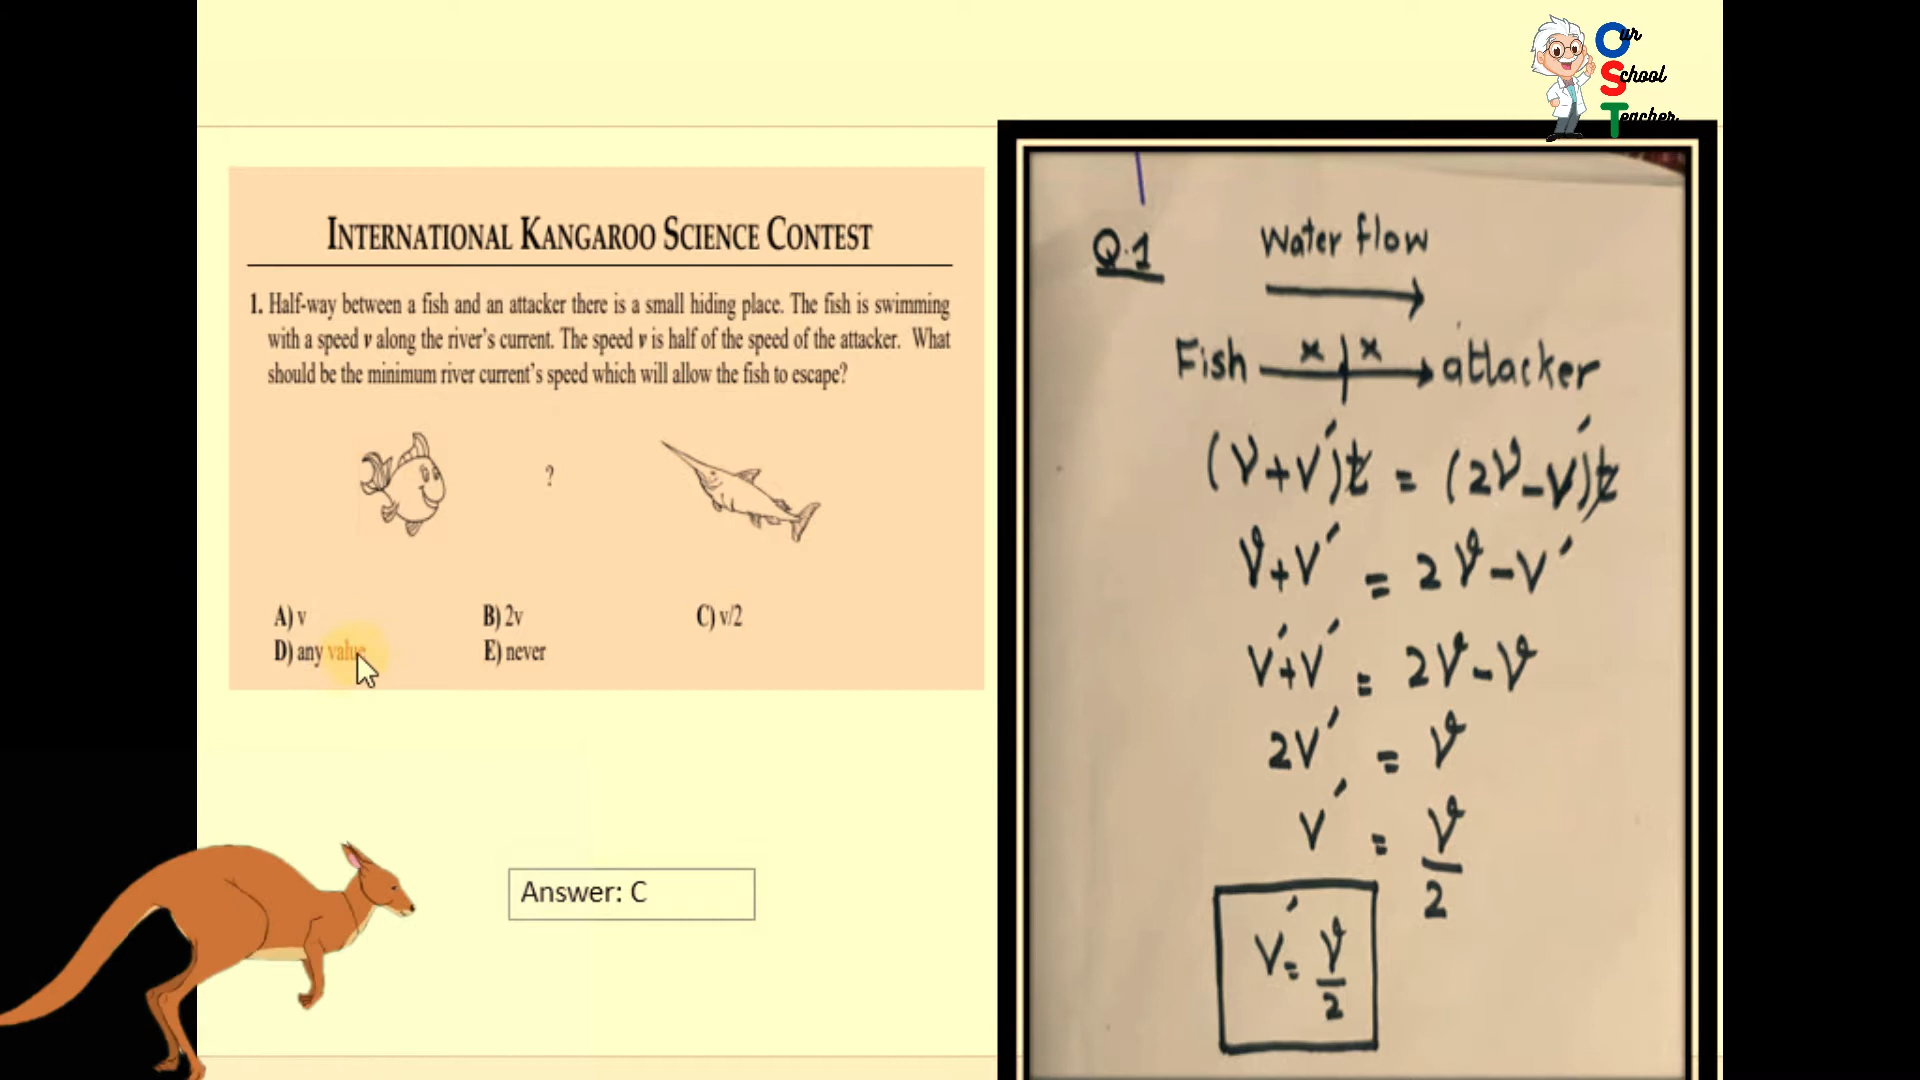 Our
School
Teacher
INTERNATIONAL KANGAROO SCIENCE CONTEST
1. Half-way between a fish and an attacker there is a small hiding place. The fish is swimming
with a speed v along the river's current. The speed v is half of the speed of the attacker. What
should be the minimum river current's speed which will allow the fish to escape?
?
A) v B) 2v C) v/2
D) any value E) never
Answer: C
Q.1 Water flow
Fish x x attacker
(V+V')t = (2V-V')t
V+V' = 2V-V'
V'+V' = 2V-V
2V' = V
V' = V/2
V' = V/2